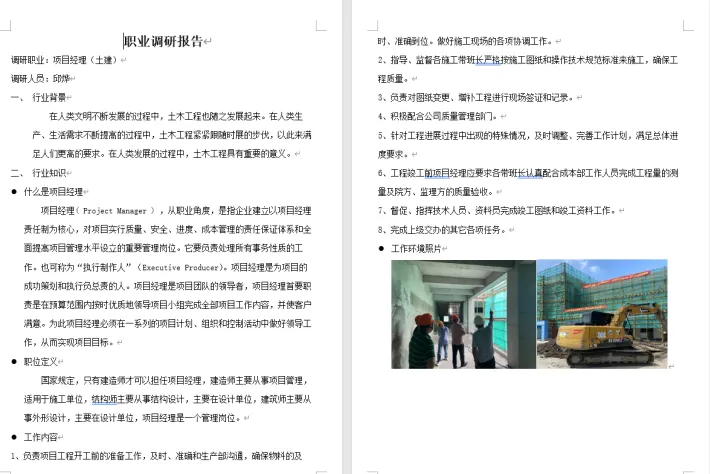 职业调研报告
调研职业：项目经理（土建）
调研人员：邱烨
一、 行业背景
在人类文明不断发展的过程中，土木工程也随之发展起来。在人类生
产、生活需求不断提高的过程中，土木工程紧紧跟随时展的步伐，以此来满
足人们更高的要求。在人类发展的过程中，土木工程具有重要的意义。
二、 行业知识
● 什么是项目经理
项目经理（ Project Manager ），从职业角度，是指企业建立以项目经理
责任制为核心，对项目实行质量、安全、进度、成本管理的责任保证体系和全
面提高项目管理水平设立的重要管理岗位。它要负责处理所有事务性质的工
作。也可称为“执行制作人”（Executive Producer）。项目经理是为项目的
成功策划和执行负总责的人。项目经理是项目团队的领导者，项目经理首要职
责是在预算范围内按时优质地领导项目小组完成全部项目工作内容，并使客户
满意。为此项目经理必须在一系列的项目计划、组织和控制活动中做好领导工
作，从而实现项目目标。
● 职位定义
国家规定，只有建造师才可以担任项目经理，建造师主要从事项目管理，
适用于施工单位，结构师主要从事结构设计，主要在设计单位，建筑师主要从
事外形设计，主要在设计单位，项目经理是一个管理岗位。
● 工作内容
1、负责项目工程开工前的准备工作，及时、准确和生产部沟通，确保物料的及
时、准确到位。做好施工现场的各项协调工作。
2、指导、监督各施工带班长严格按施工图纸和操作技术规范标准来施工，确保工
程质量。
3、负责对图纸变更、增补工程进行现场签证和记录。
4、积极配合公司质量管理部门。
5、针对工程进展过程中出现的特殊情况，及时调整、完善工作计划，满足总体进
度要求。
6、工程竣工前项目经理应要求各带班长认真配合成本部工作人员完成工程量的测
量及院方、监理方的质量验收。
7、督促、指挥技术人员、资料员完成竣工图纸和竣工资料工作。
8、完成上级交办的其它各项任务。
● 工作环境照片